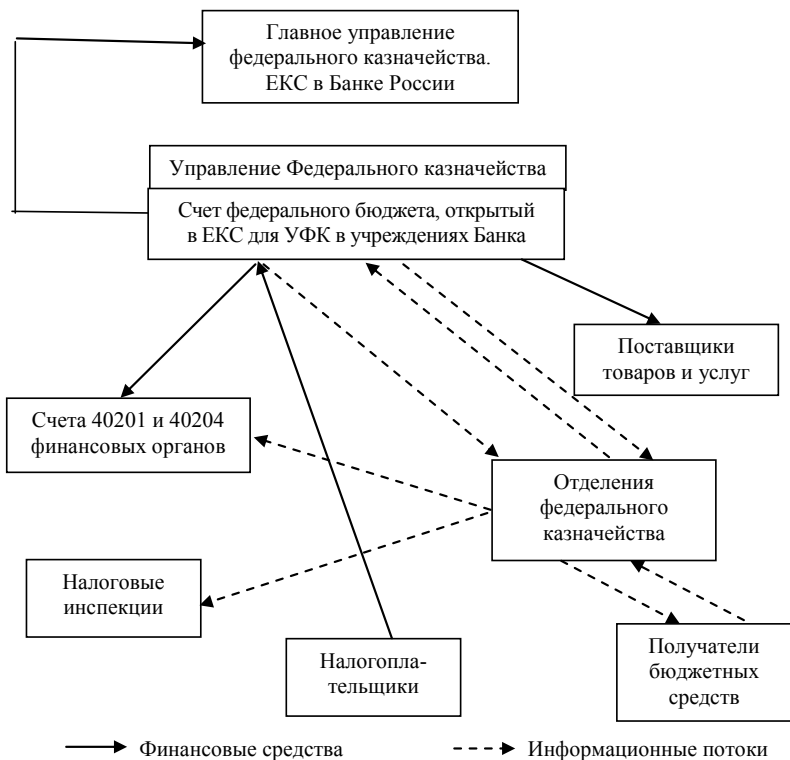 Главное управление
федерального казначейства.
ЕКС в Банке России
Управление Федерального казначейства
Счет федерального бюджета, открытый
в ЕКС для УФК в учреждениях Банка
Поставщики
товаров и услуг
Счета 40201 и 40204
финансовых органов
Отделения
федерального
казначейства
Налоговые
инспекции
Налогопла-
тельщики
Получатели
бюджетных
средств
Финансовые средства
Информационные потоки